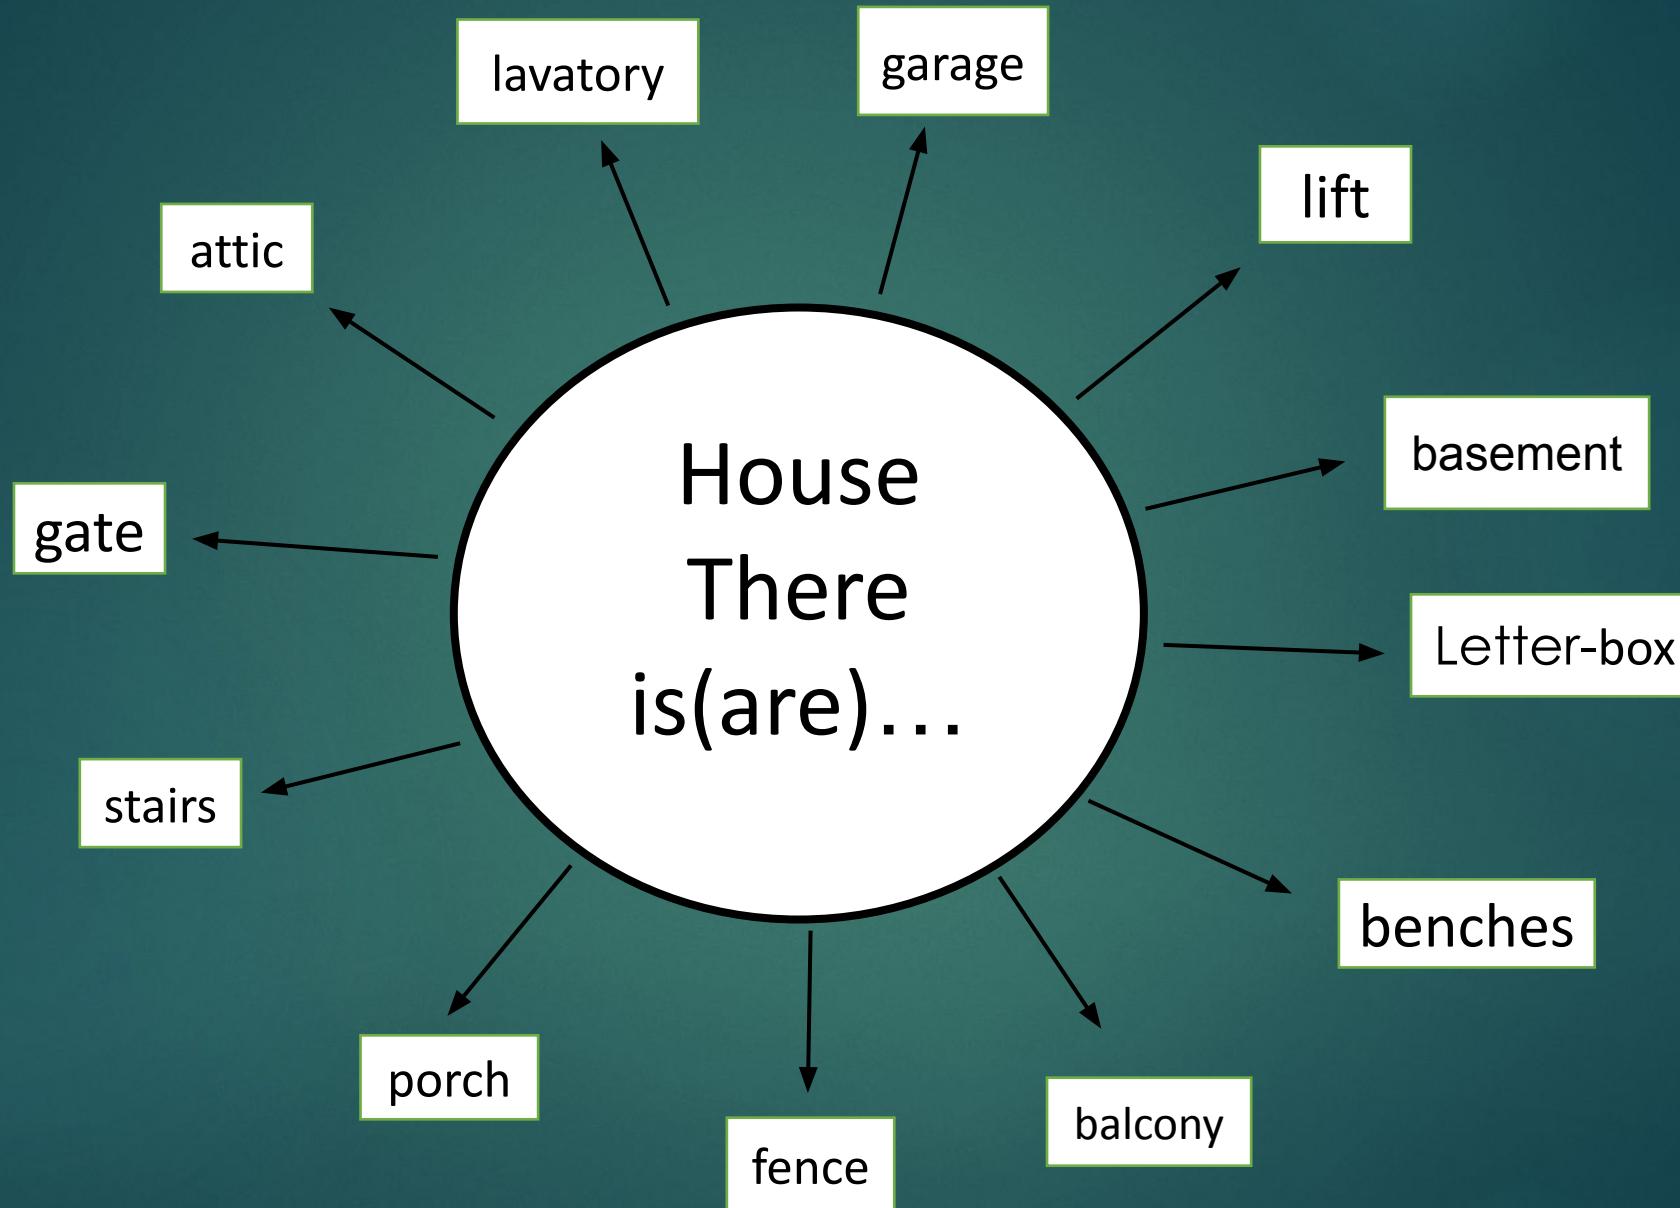 lavatory
garage
lift
attic
basement
House
There
is(are)…
gate
Letter-box
stairs
benches
porch
balcony
fence